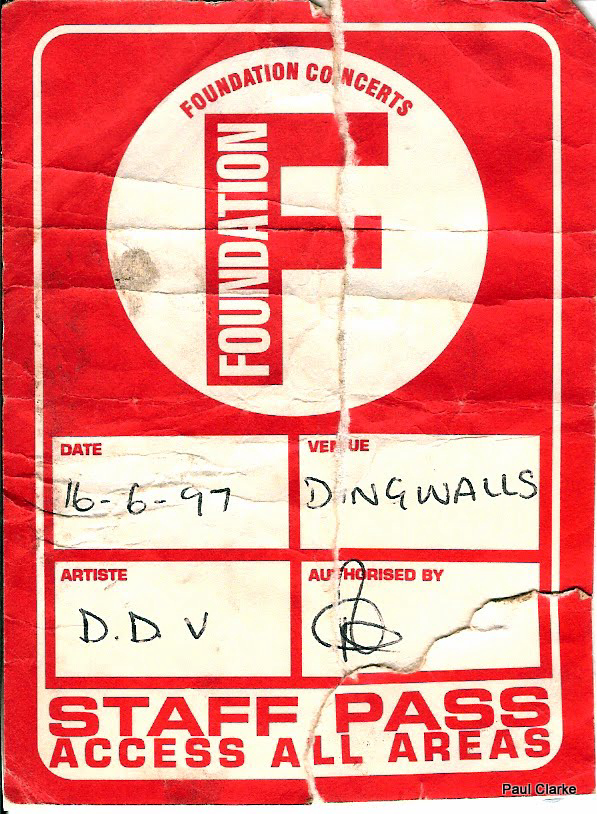 FOUNDATION CONCERTS
FOUNDATION
F
DATE
16-6-97
VENUE
DINGWALLS
ARTISTE
D.D.V
AUTHORISED BY
STAFF PASS
ACCESS ALL AREAS
Paul Clarke